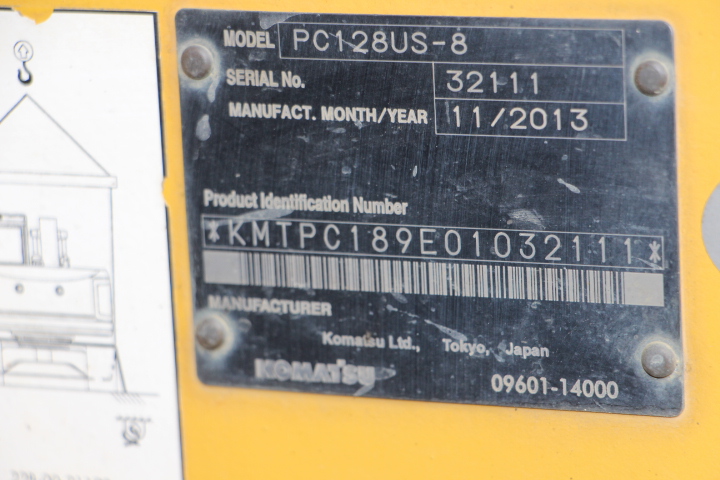 MODEL PC128US-8
SERIAL No. 32111
MANUFACT. MONTH/YEAR 11/2013
Product Identification Number
*KMTPC189E01032111*
MANUFACTURER
Komatsu Ltd., Tokyo, Japan
KOMATSU
09601-14000